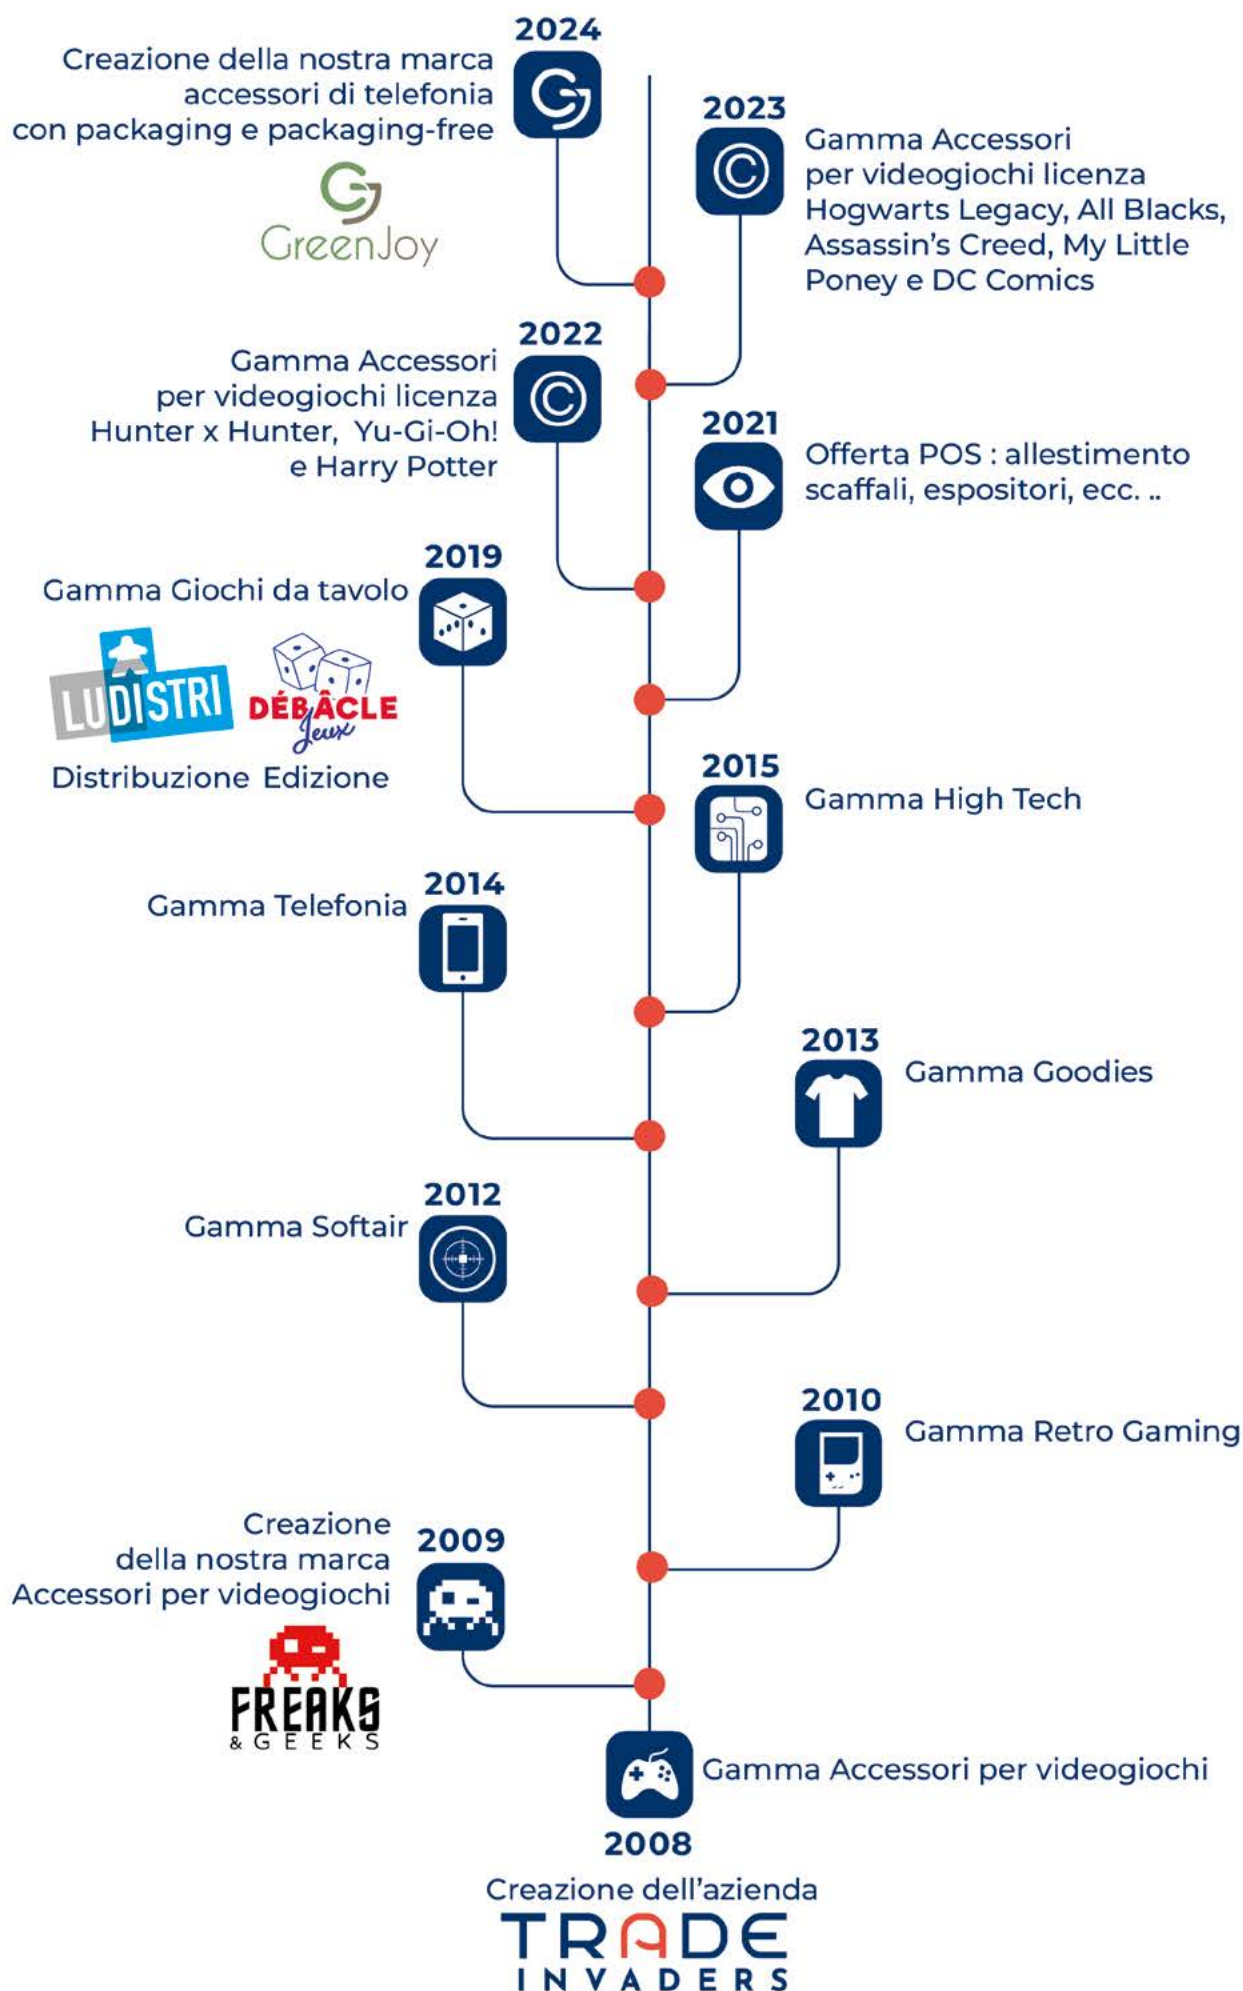 2024
Creazione della nostra marca
accessori di telefonia
con packaging e packaging-free
GreenJoy
2023
Gamma Accessori
per videogiochi licenza
Hogwarts Legacy, All Blacks,
Assassin's Creed, My Little
Poney e DC Comics
2022
Gamma Accessori
per videogiochi licenza
Hunter x Hunter, Yu-Gi-Oh!
e Harry Potter
2021
Offerta POS : allestimento
scaffali, espositori, ecc. ..
2019
Gamma Giochi da tavolo
LUDISTRI
DÉBÂCLE
Jeux
Distribuzione Edizione
2015
Gamma High Tech
2014
Gamma Telefonia
2013
Gamma Goodies
2012
Gamma Softair
2010
Gamma Retro Gaming
2009
Creazione
della nostra marca
Accessori per videogiochi
FREAKS
& GEEKS
Gamma Accessori per videogiochi
2008
Creazione dell'azienda
TRADE
INVADERS